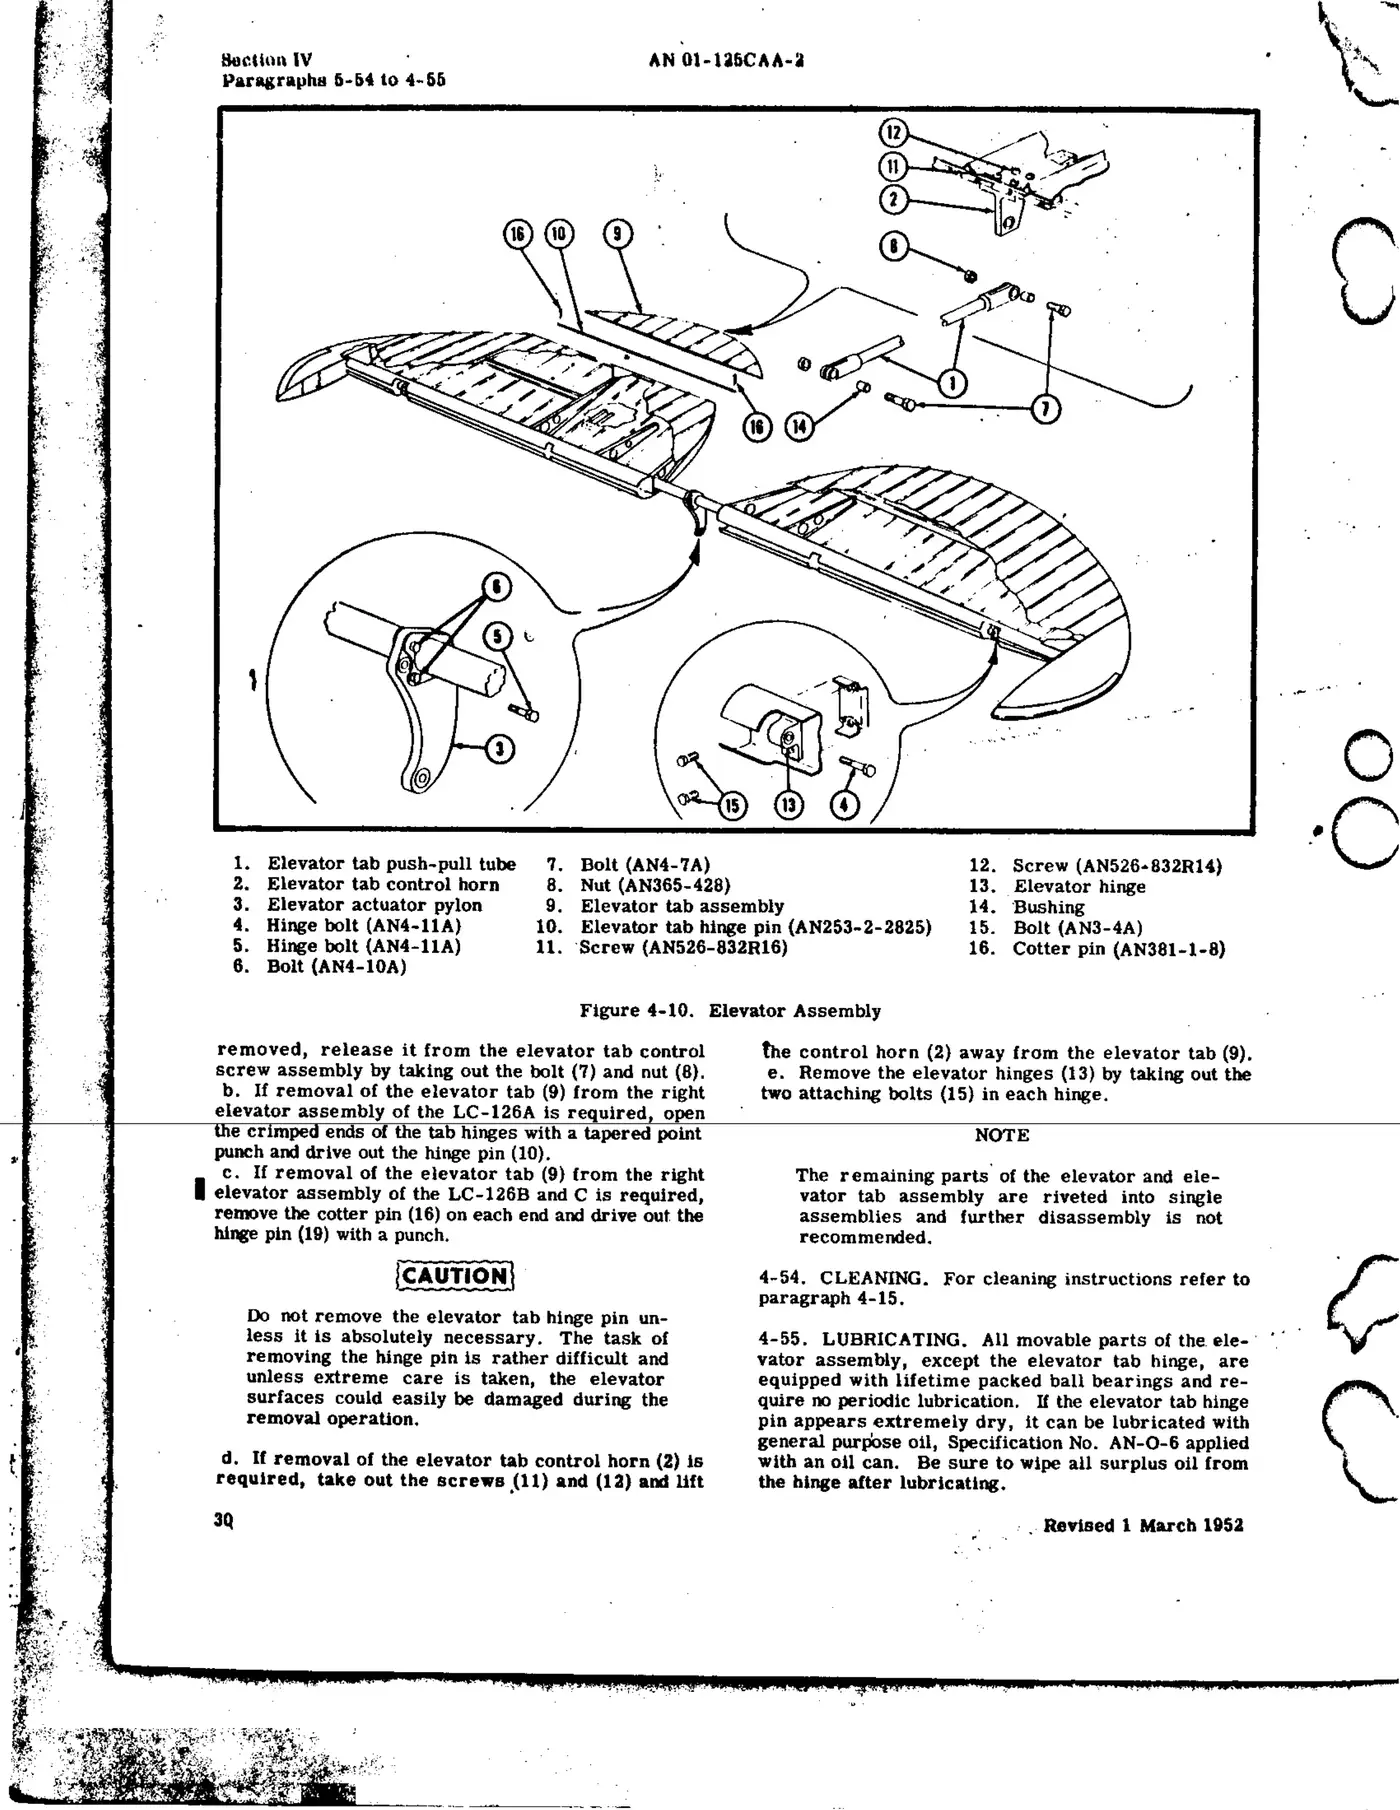 Section IV
Paragraphs 5-54 to 4-55
AN 01-125CAA-2
12
11
2
8
16 10 9
1
7
16 14
6
5
3
15 13 4
1. Elevator tab push-pull tube
2. Elevator tab control horn
3. Elevator actuator pylon
4. Hinge bolt (AN4-11A)
5. Hinge bolt (AN4-11A)
6. Bolt (AN4-10A)
7. Bolt (AN4-7A)
8. Nut (AN365-428)
9. Elevator tab assembly
10. Elevator tab hinge pin (AN253-2-2825)
11. Screw (AN526-832R16)
12. Screw (AN526-832R14)
13. Elevator hinge
14. Bushing
15. Bolt (AN3-4A)
16. Cotter pin (AN381-1-8)
Figure 4-10. Elevator Assembly
removed, release it from the elevator tab control
screw assembly by taking out the bolt (7) and nut (8).
b. If removal of the elevator tab (9) from the right
elevator assembly of the LC-126A is required, open
the crimped ends of the tab hinges with a tapered point
punch and drive out the hinge pin (10).
c. If removal of the elevator tab (9) from the right
elevator assembly of the LC-126B and C is required,
remove the cotter pin (16) on each end and drive out the
hinge pin (19) with a punch.
CAUTION
Do not remove the elevator tab hinge pin un-
less it is absolutely necessary. The task of
removing the hinge pin is rather difficult and
unless extreme care is taken, the elevator
surfaces could easily be damaged during the
removal operation.
d. If removal of the elevator tab control horn (2) is
required, take out the screws (11) and (12) and lift
the control horn (2) away from the elevator tab (9).
e. Remove the elevator hinges (13) by taking out the
two attaching bolts (15) in each hinge.
NOTE
The remaining parts of the elevator and ele-
vator tab assembly are riveted into single
assemblies and further disassembly is not
recommended.
4-54. CLEANING. For cleaning instructions refer to
paragraph 4-15.
4-55. LUBRICATING. All movable parts of the ele-
vator assembly, except the elevator tab hinge, are
equipped with lifetime packed ball bearings and re-
quire no periodic lubrication. If the elevator tab hinge
pin appears extremely dry, it can be lubricated with
general purpose oil, Specification No. AN-O-6 applied
with an oil can. Be sure to wipe all surplus oil from
the hinge after lubricating.
30
Revised 1 March 1952